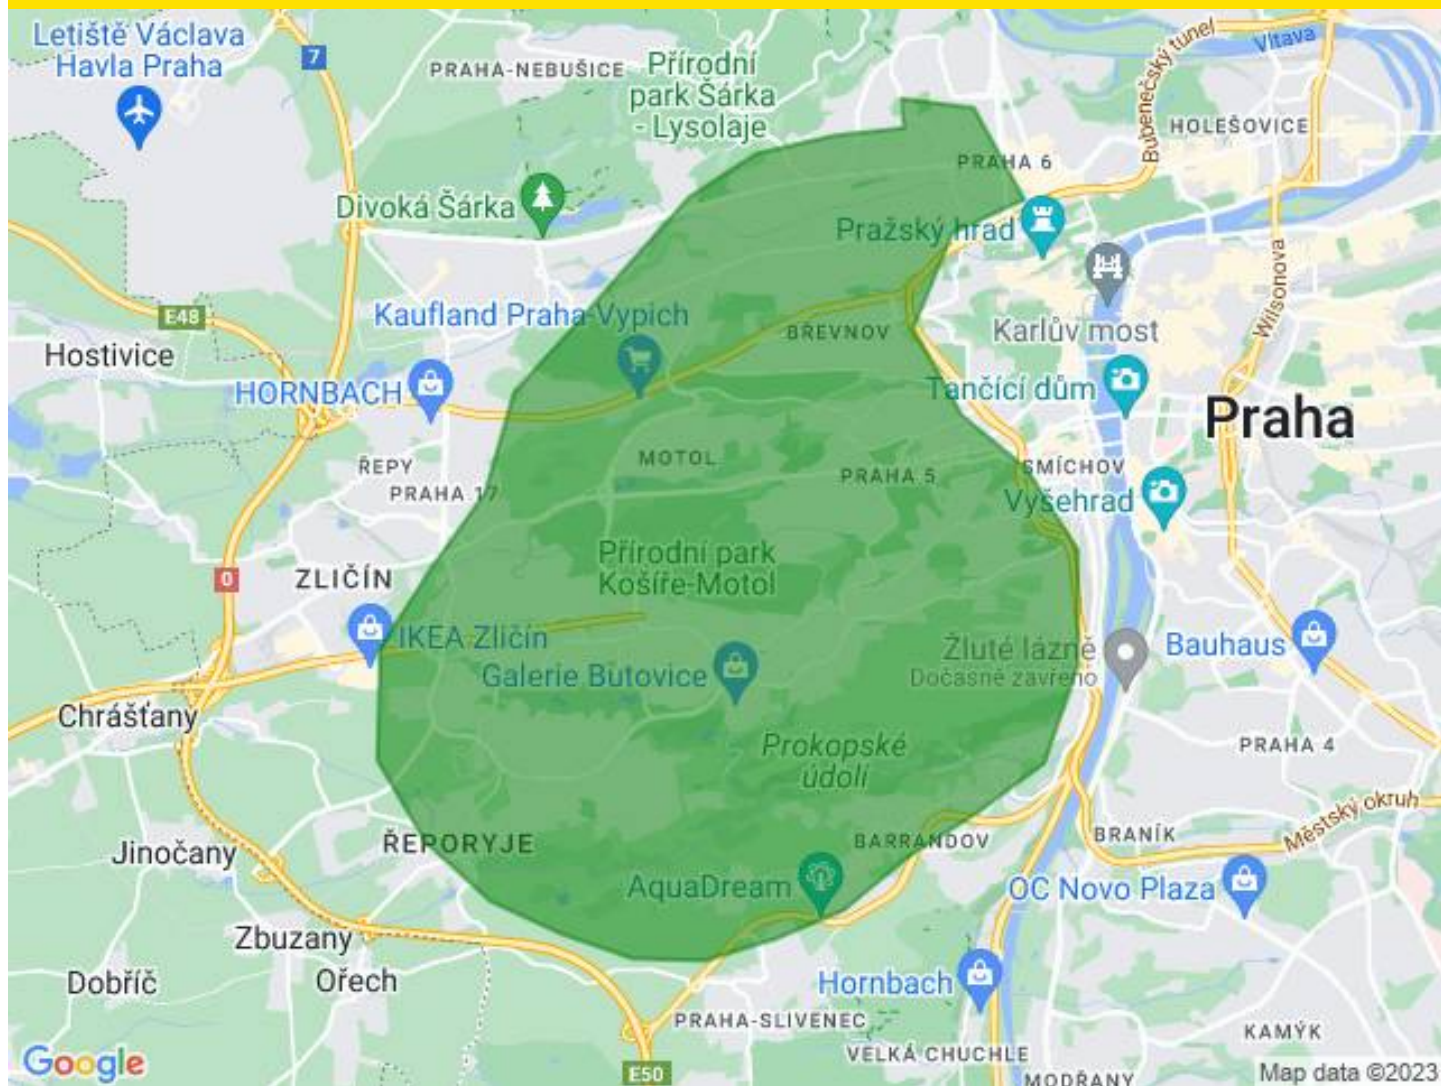 Letiště Václava
Havla Praha
7
PRAHA-NEBUŠICE
Přírodní
park Šárka
- Lysolaje
Bubenečský tunel
Vltava
HOLEŠOVICE
PRAHA 6
Divoká Šárka
Pražský hrad
E48
Hostivice
Kaufland Praha-Vypich
BŘEVNOV
Karlův most
Wilsonova
HORNBACH
Tančící dům
Praha
ŘEPY
PRAHA 17
MOTOL
PRAHA 5
SMÍCHOV
Vyšehrad
Přírodní park
Košíře-Motol
0
ZLIČÍN
IKEA Zličín
Galerie Butovice
Žluté lázně
Dočasně zavřeno
Bauhaus
Chrášťany
Prokopské
údolí
PRAHA 4
Městský okruh
Jinočany
ŘEPORYJE
BARRANDOV
BRANÍK
AquaDream
OC Novo Plaza
Zbuzany
Dobříč
Ořech
Hornbach
PRAHA-SLIVENEC
KAMÝK
VELKÁ CHUCHLE
Google
E50
MODŘANY
Map data ©2023